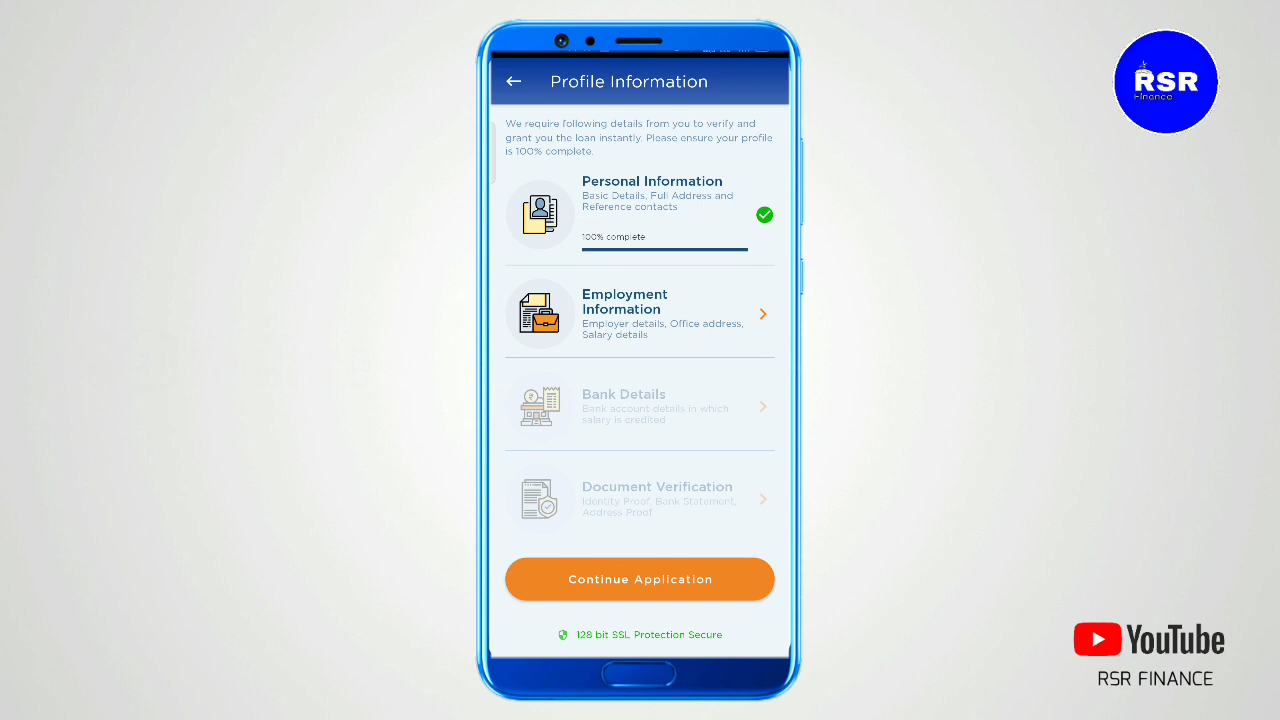 Profile Information
We require following details from you to verify and
grant you the loan instantly. Please ensure your profile
is 100% complete.
Personal Information
Basic Details, Full Address and
Reference contacts
100% complete
Employment
Information
Employer details, Office address,
Salary details
Bank Details
Bank account details in which
salary is credited
Document Verification
Identity Proof, Bank Statement,
Address Proof
Continue Application
128 bit SSL Protection Secure
RSR
Finance
YouTube
RSR FINANCE